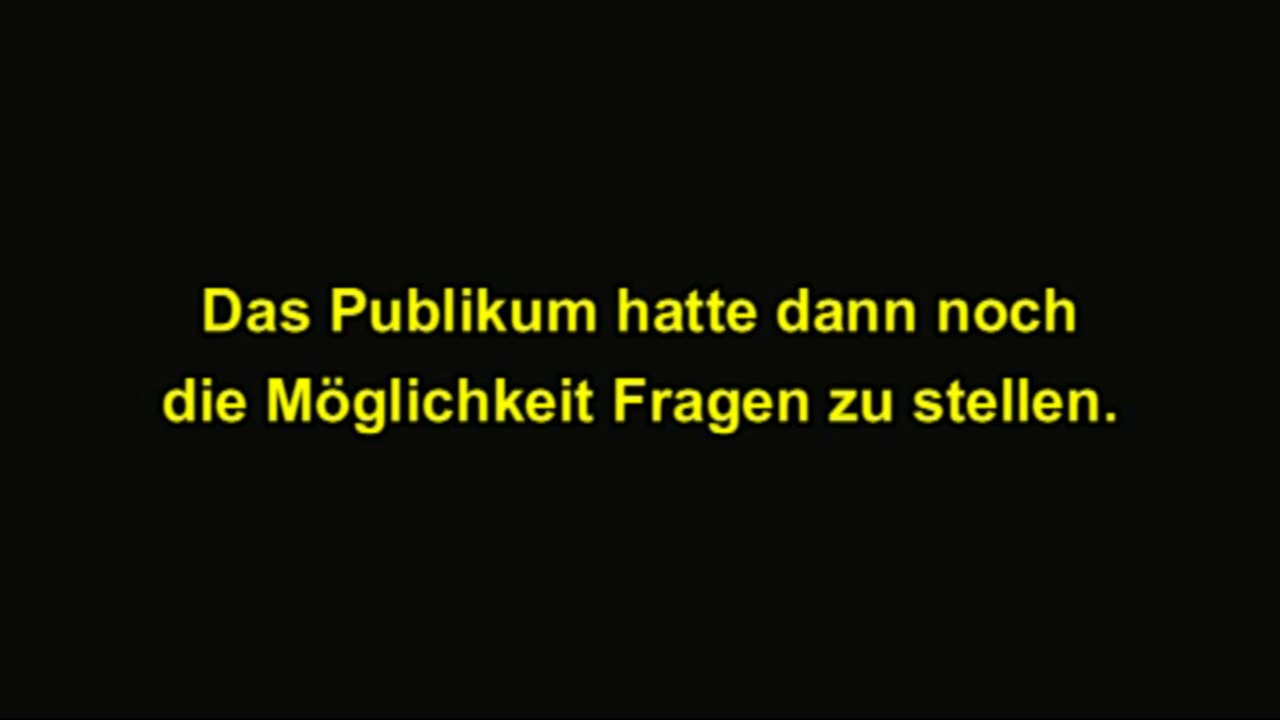 Das Publikum hatte dann noch
die Möglichkeit Fragen zu stellen.